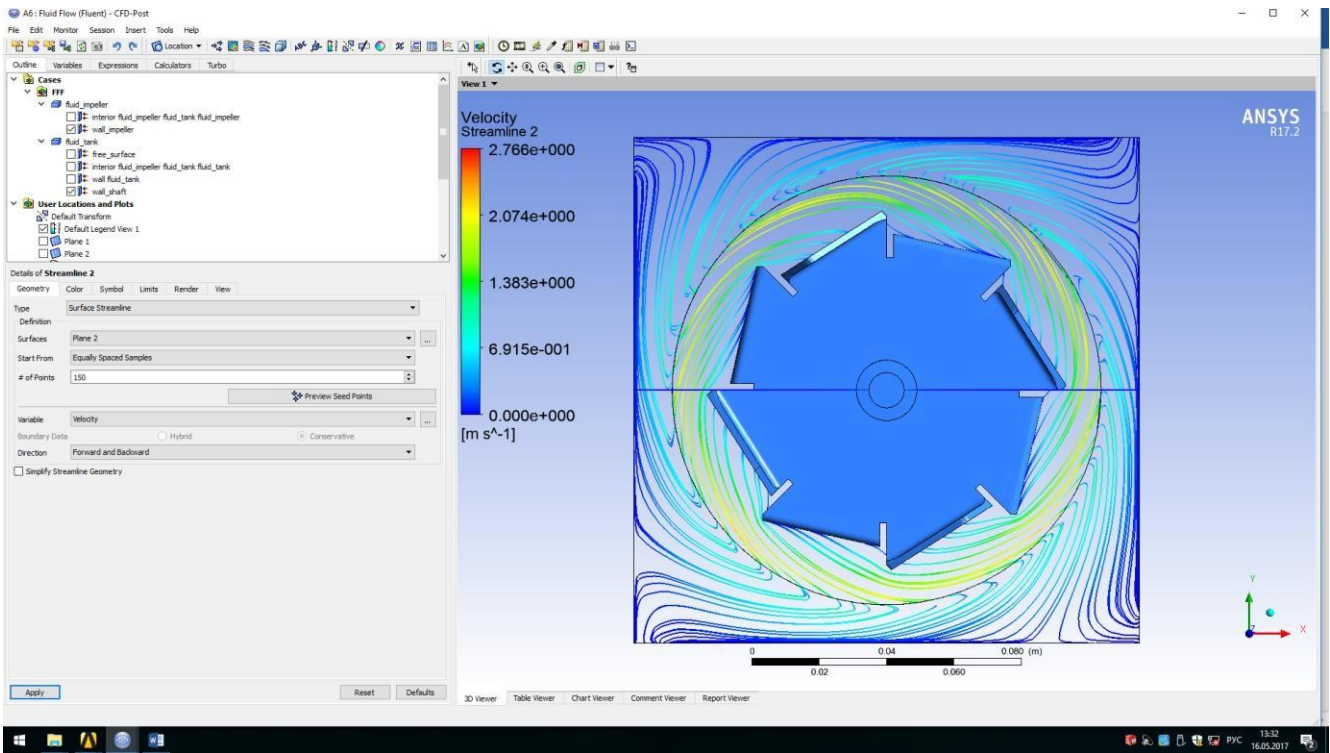 A6 : Fluid Flow (Fluent) - CFD-Post
File Edit Monitor Session Insert Tools Help
Location
Outline Variables Expressions Calculators Turbo
Cases
FFF
fluid_impeller
interior fluid_impeller fluid_tank fluid_impeller
wall_impeller
fluid_tank
free_surface
interior fluid_impeller fluid_tank fluid_tank
wall fluid_tank
wall_shaft
User Locations and Plots
Default Transform
Default Legend View 1
Plane 1
Plane 2
Details of Streamline 2
Geometry Color Symbol Limits Render View
Type Surface Streamline
Definition
Surfaces Plane 2 ...
Start From Equally Spaced Samples
# of Points 150
Preview Seed Points
Variable Velocity ...
Boundary Data Hybrid Conservative
Direction Forward and Backward
Simplify Streamline Geometry
Apply Reset Defaults
View 1
Velocity
Streamline 2
2.766e+000
2.074e+000
1.383e+000
6.915e-001
0.000e+000
[m s^-1]
ANSYS
R17.2
Y
Z X
0 0.04 0.080 (m)
0.02 0.060
3D Viewer Table Viewer Chart Viewer Comment Viewer Report Viewer
РУС
13:32
16.05.2017